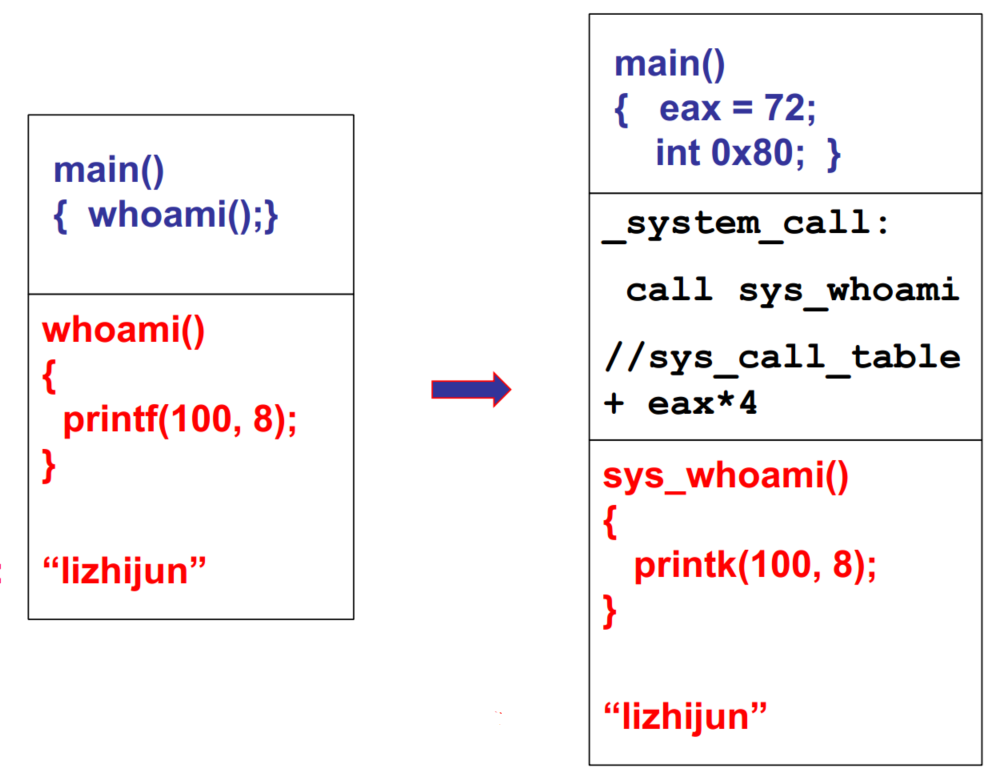 main()
{ whoami();}
whoami()
{
printf(100, 8);
}
“lizhijun”
main()
{ eax = 72;
int 0x80; }
_system_call:
call sys_whoami
//sys_call_table
+ eax*4
sys_whoami()
{
printk(100, 8);
}
“lizhijun”